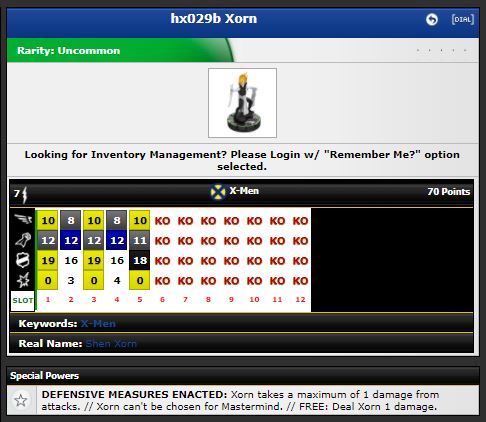 hx029b Xorn
[DIAL]
Rarity: Uncommon
Looking for Inventory Management? Please Login w/ "Remember Me?" option
selected.
7 X-Men 70 Points
10 8 10 8 10 KO KO KO KO KO KO KO
12 12 12 12 11 KO KO KO KO KO KO KO
19 16 19 16 18 KO KO KO KO KO KO KO
0 3 0 4 0 KO KO KO KO KO KO KO
SLOT 1 2 3 4 5 6 7 8 9 10 11 12
Keywords: X-Men
Real Name: Shen Xorn
Special Powers
DEFENSIVE MEASURES ENACTED: Xorn takes a maximum of 1 damage from
attacks. // Xorn can't be chosen for Mastermind. // FREE: Deal Xorn 1 damage.